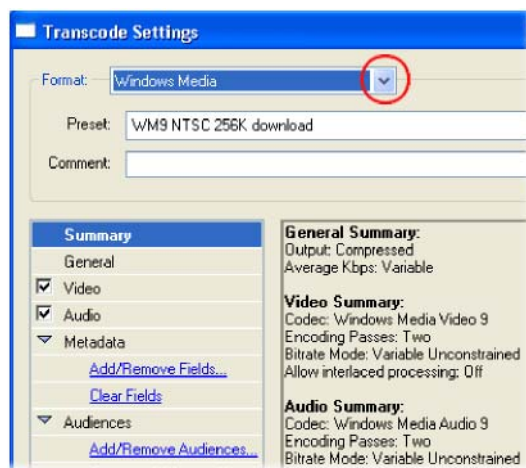 Transcode Settings
Format: Windows Media
Preset: WM9 NTSC 256K download
Comment:
Summary
General
Video
Audio
Metadata
Add/Remove Fields...
Clear Fields
Audiences
Add/Remove Audiences...
General Summary:
Output: Compressed
Average Kbps: Variable
Video Summary:
Codec: Windows Media Video 9
Encoding Passes: Two
Bitrate Mode: Variable Unconstrained
Allow interlaced processing: Off
Audio Summary:
Codec: Windows Media Audio 9
Encoding Passes: Two
Bitrate Mode: Variable Unconstrained